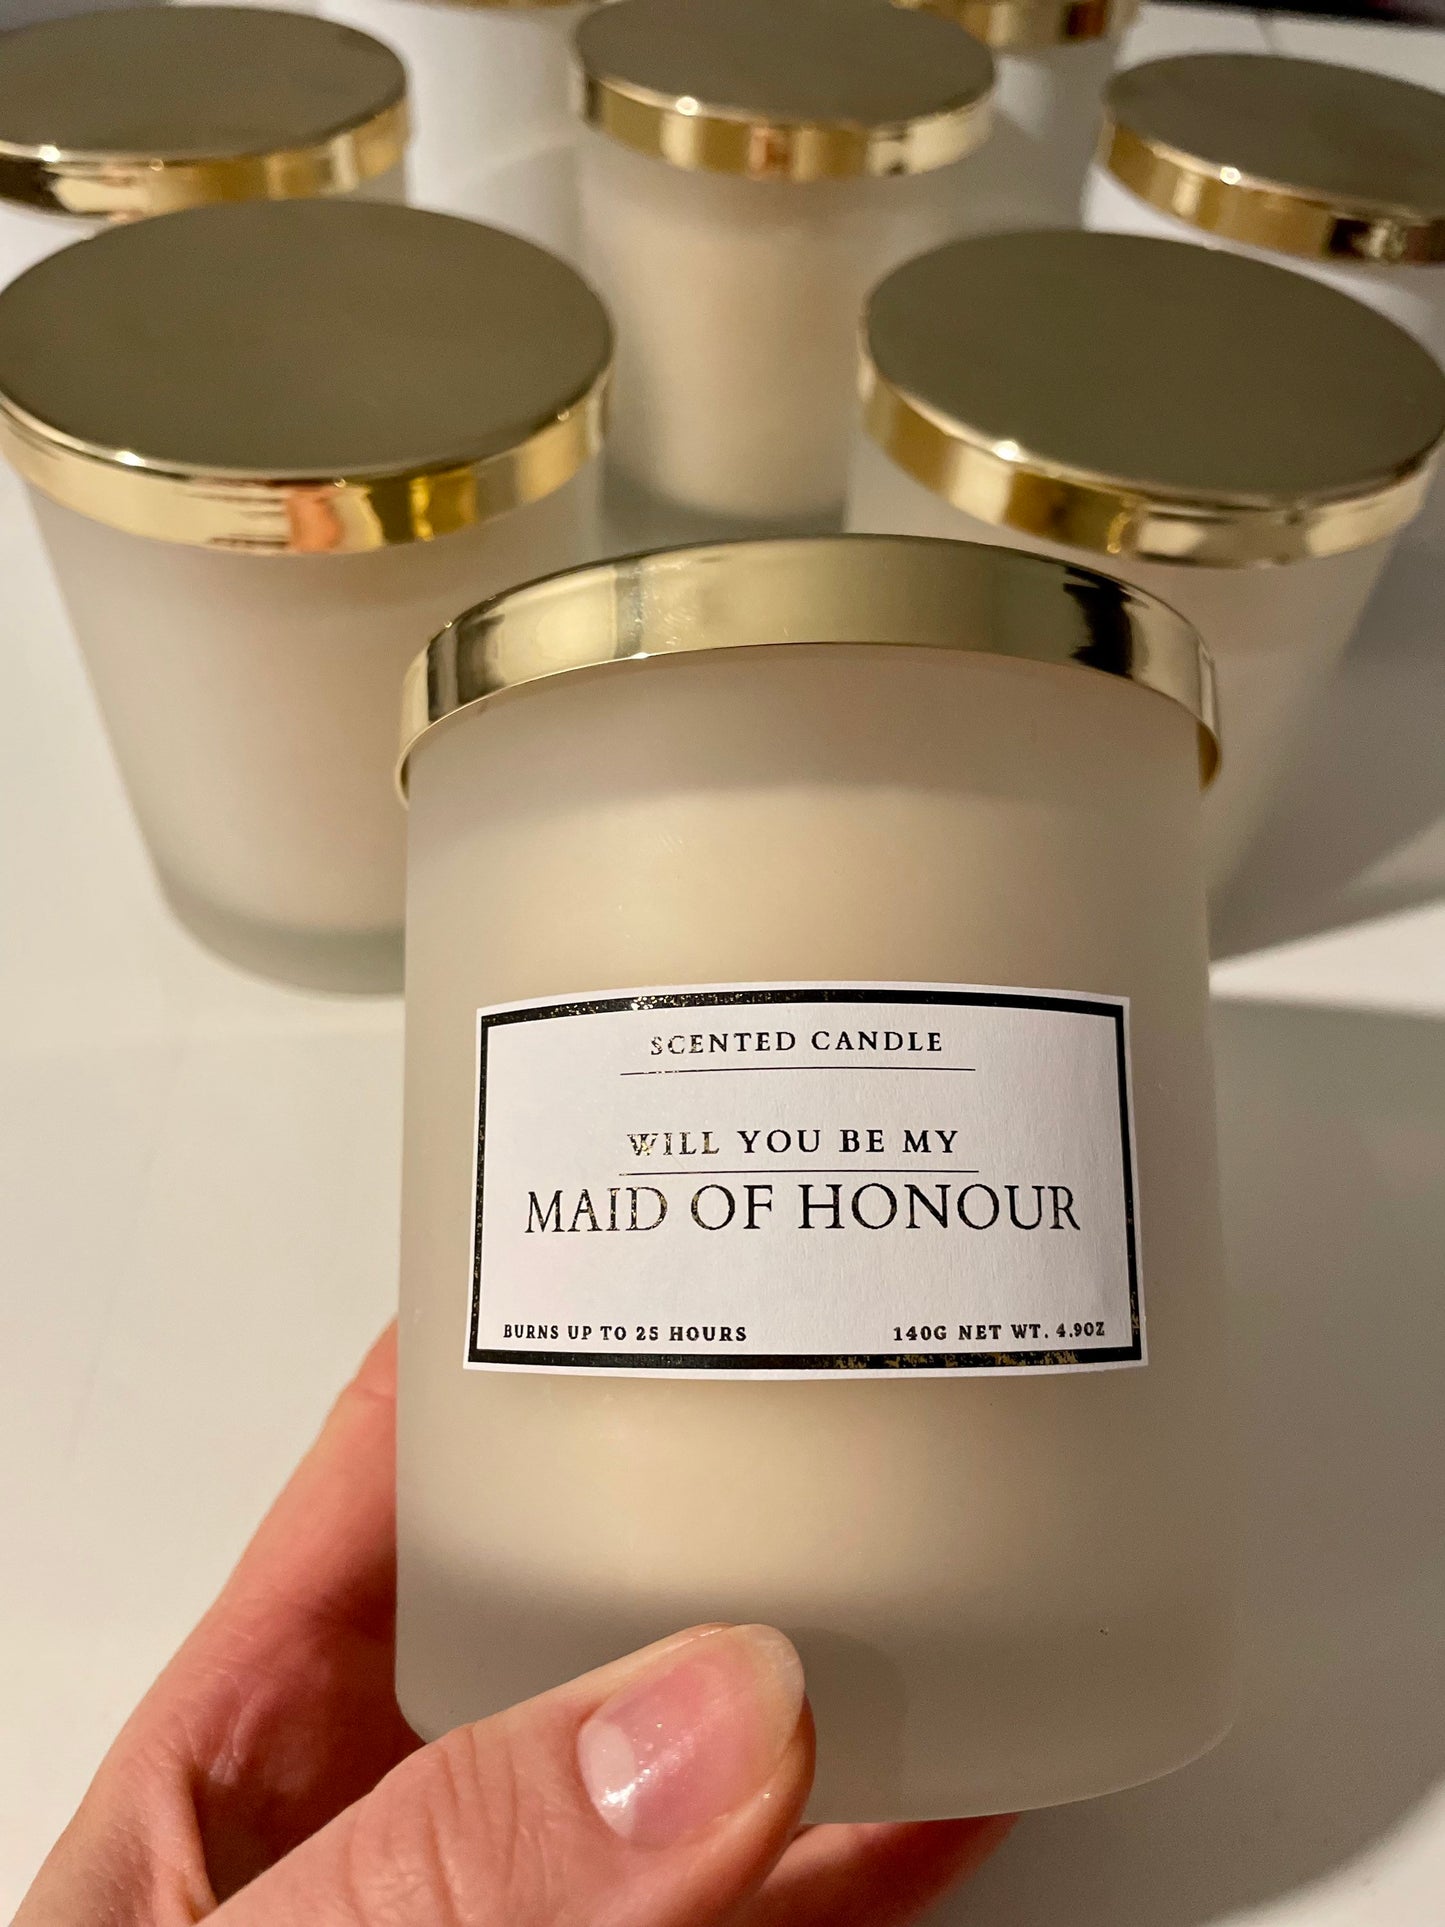 SCENTED CANDLE
WILL YOU BE MY
MAID OF HONOUR
BURNS UP TO 25 HOURS
140G NET WT. 4.9OZ